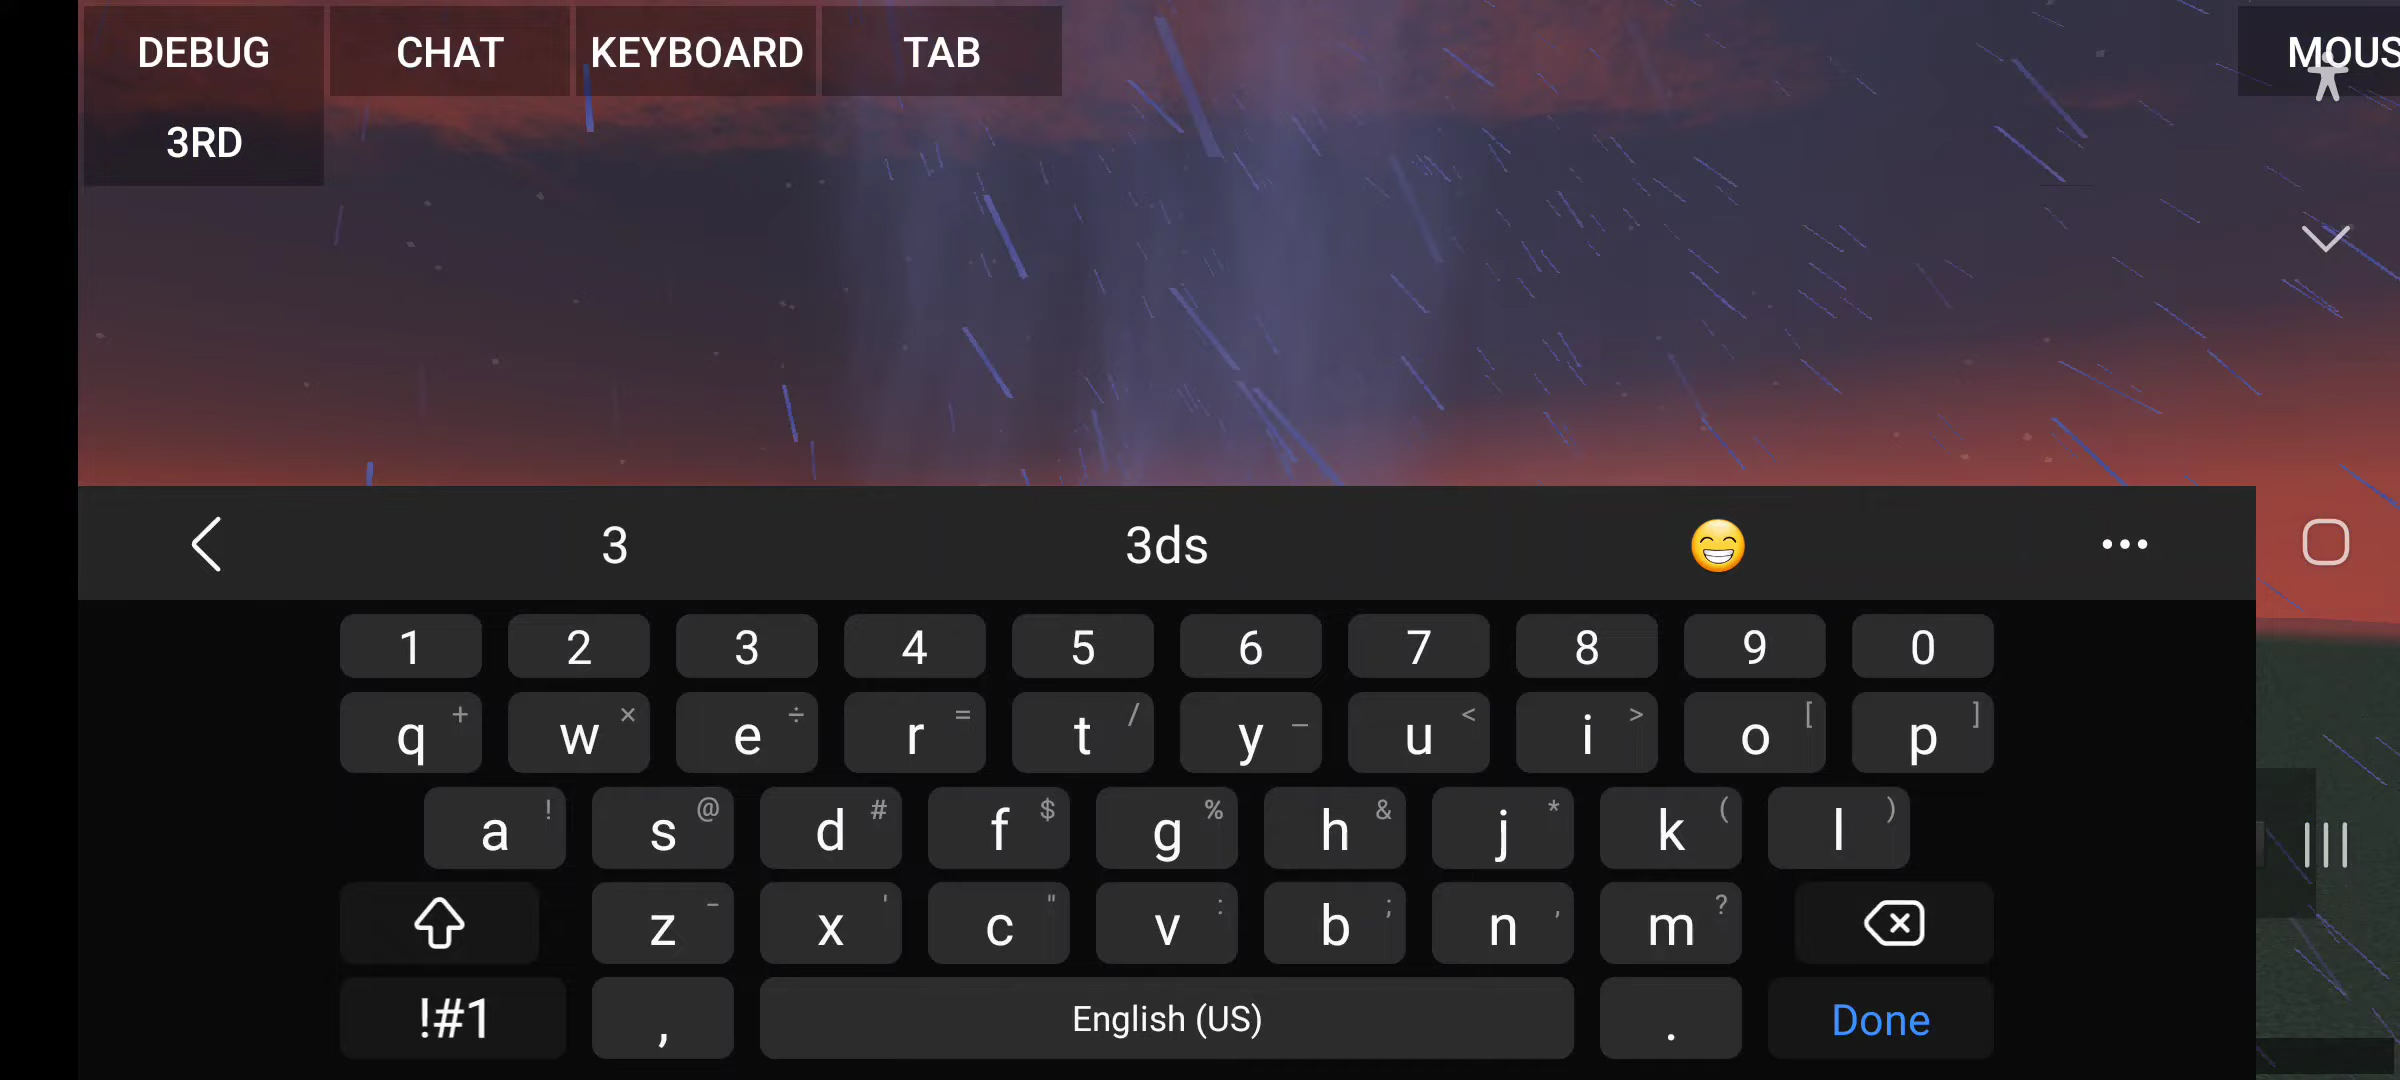 DEBUG CHAT KEYBOARD TAB MOUS
3RD
3 3ds
1 2 3 4 5 6 7 8 9 0
q + w × e ÷ r = t / y _ u < i > o [ p ]
a ! s @ d # f $ g % h & j * k ( l )
z - x ' c " v : b ; n , m ?
!#1 , English (US) . Done